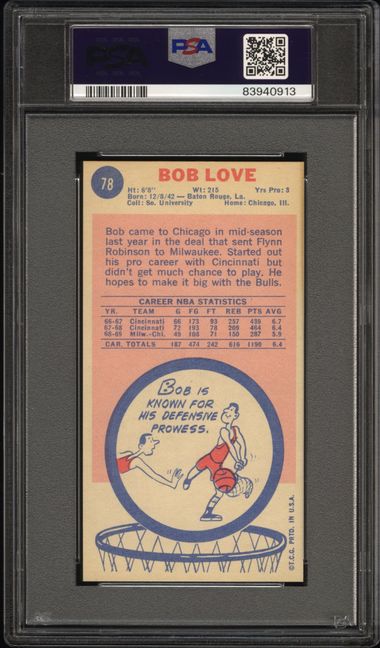 PSA
PSA
83940913
78
BOB LOVE
Ht: 6'8" Wt: 215 Yrs Pro: 3
Born: 12/8/42 — Baton Rouge, La.
Coll: So. University Home: Chicago, Ill.
Bob came to Chicago in mid-season
last year in the deal that sent Flynn
Robinson to Milwaukee. Started out
his pro career with Cincinnati but
didn't get much chance to play. He
hopes to make it big with the Bulls.
CAREER NBA STATISTICS
YR. TEAM G FG FT REB PTS AVG
66-67 Cincinnati 66 173 93 257 439 6.7
67-68 Cincinnati 72 193 78 209 464 6.4
68-69 Milw.-Chi. 49 108 71 150 287 5.9
CAR. TOTALS 187 474 242 616 1190 6.4
BOB IS
KNOWN FOR
HIS DEFENSIVE
PROWESS.
©T.C.G. PRTD. IN U.S.A.